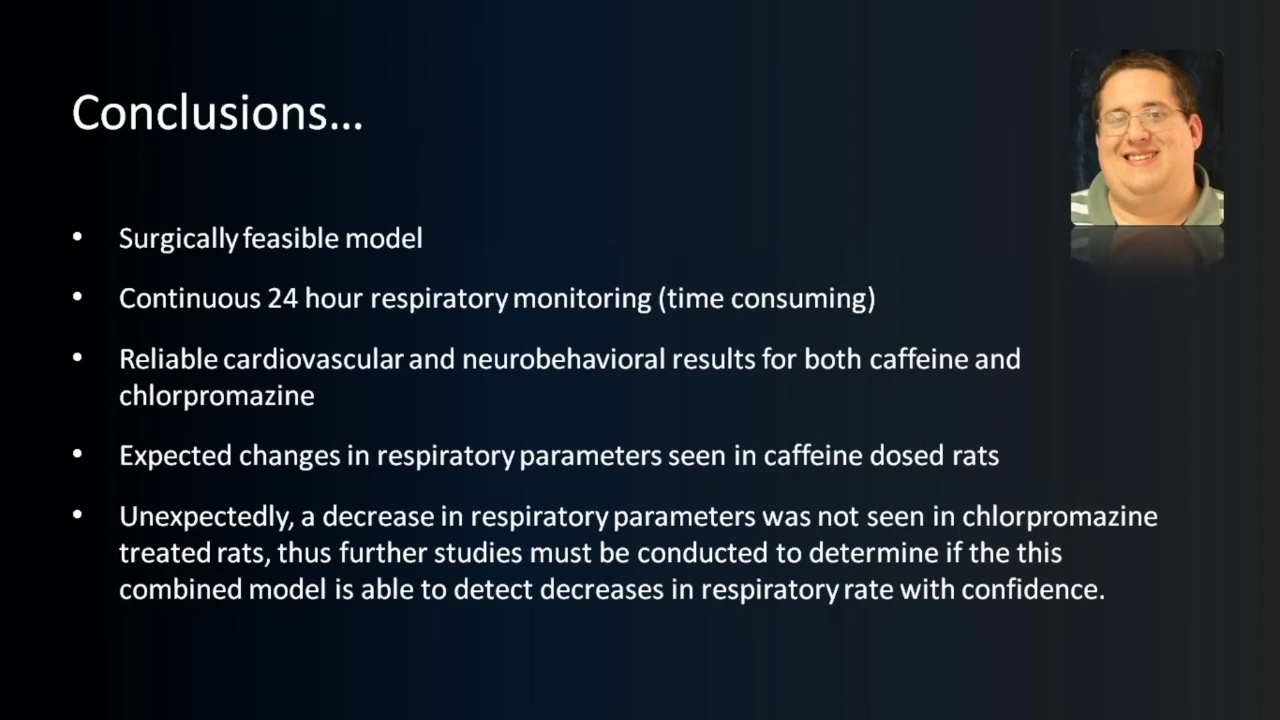 Conclusions...
• Surgically feasible model
• Continuous 24 hour respiratory monitoring (time consuming)
• Reliable cardiovascular and neurobehavioral results for both caffeine and
chlorpromazine
• Expected changes in respiratory parameters seen in caffeine dosed rats
• Unexpectedly, a decrease in respiratory parameters was not seen in chlorpromazine
treated rats, thus further studies must be conducted to determine if the this
combined model is able to detect decreases in respiratory rate with confidence.